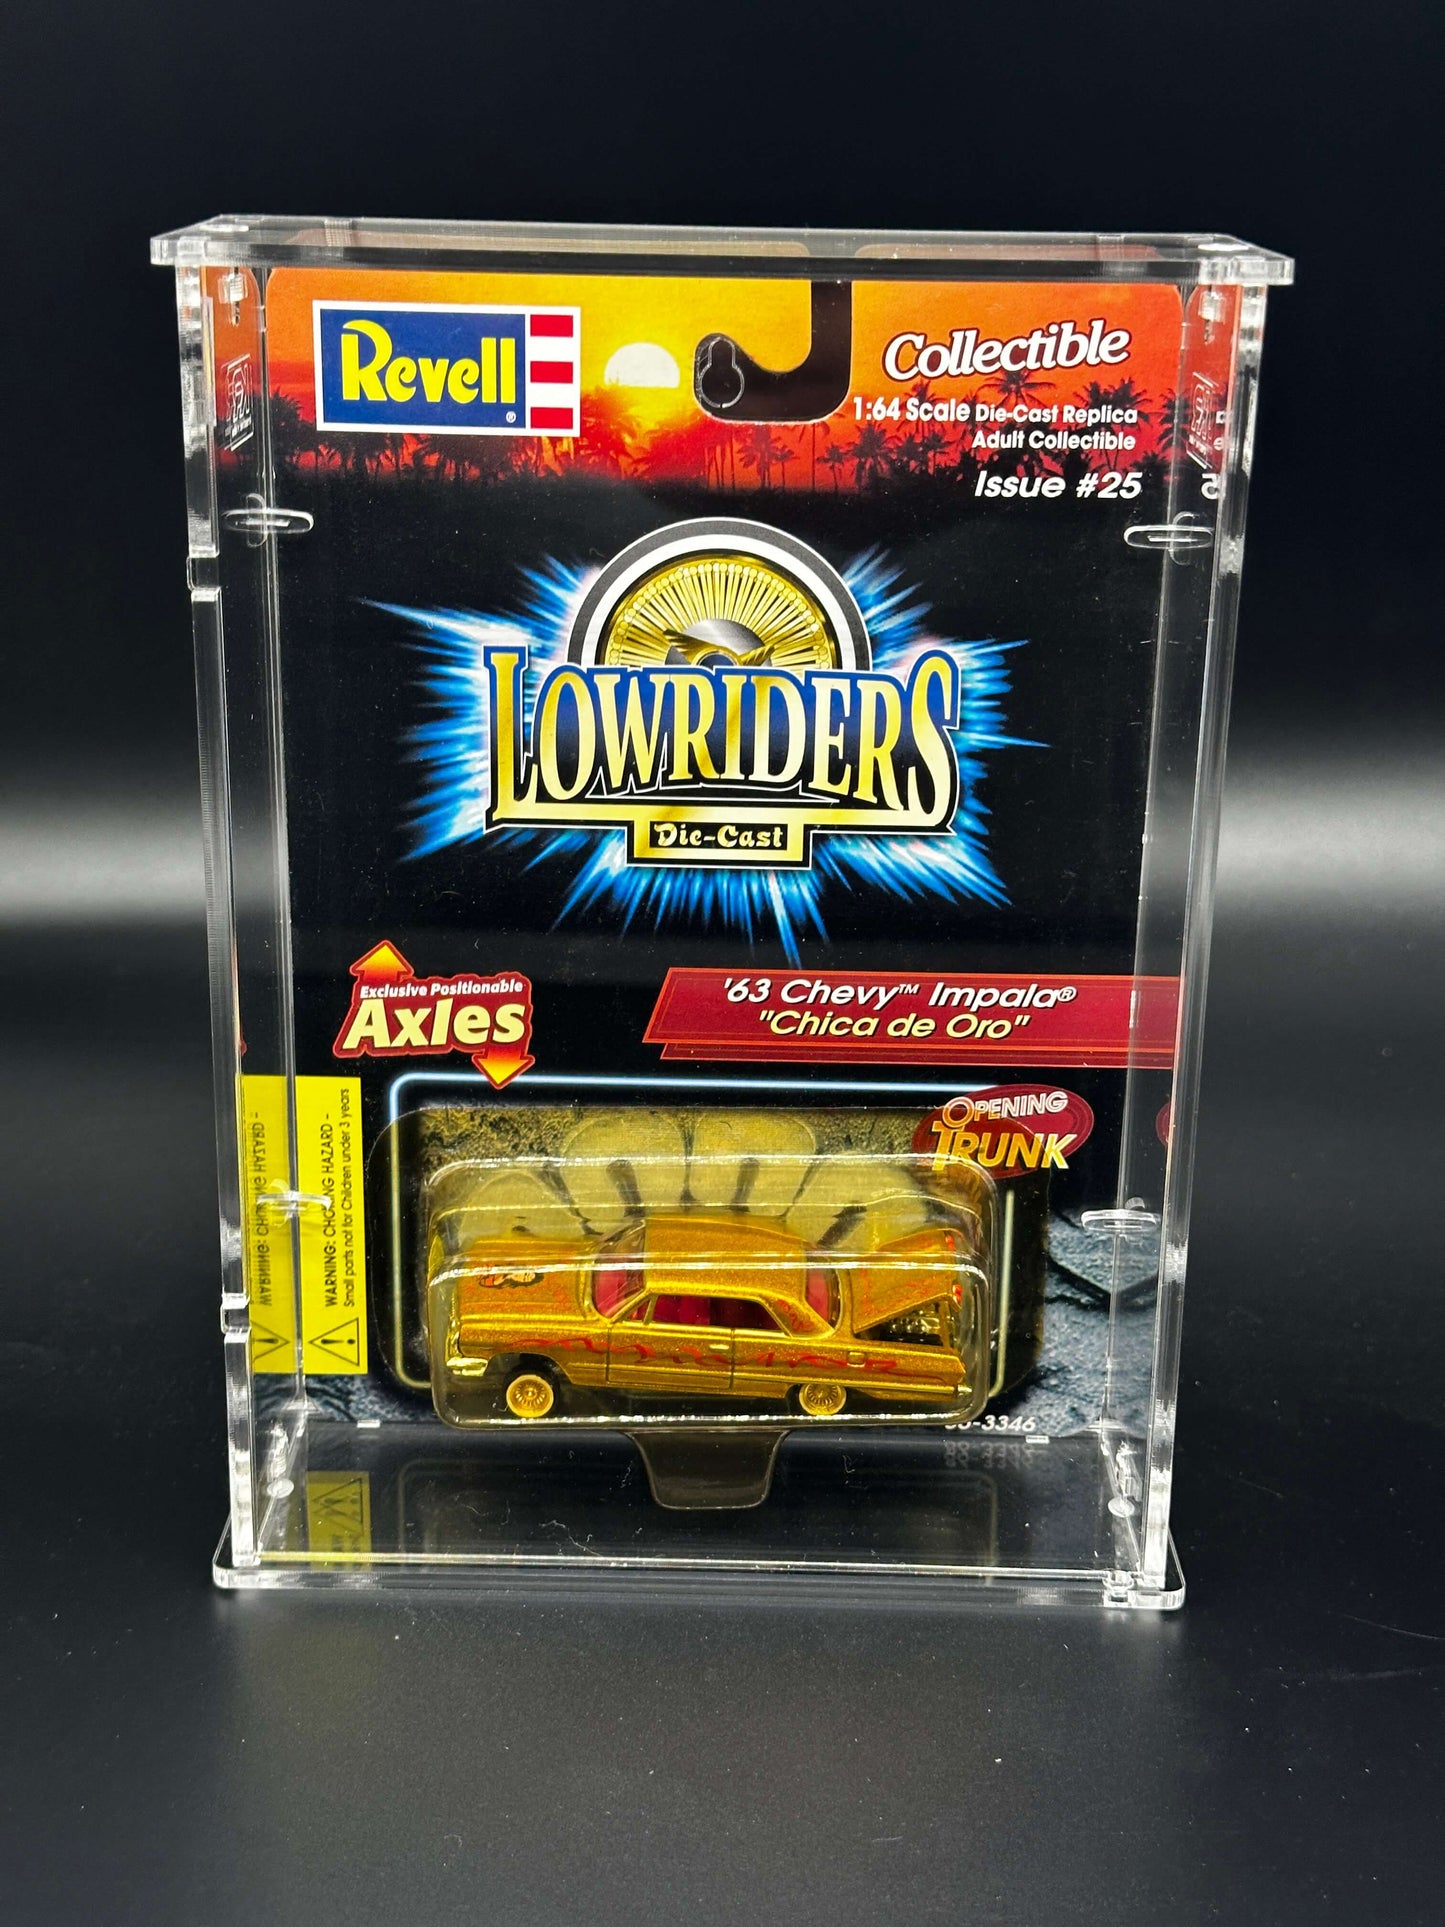 Revell®
Collectible
1:64 Scale Die-Cast Replica
Adult Collectible
Issue #25
LOWRIDERS
Die-Cast
Exclusive Positionable
Axles
'63 Chevy™ Impala®
"Chica de Oro"
OPENING
TRUNK
WARNING: CHOKING HAZARD -
Small parts not for Children under 3 years
-3346